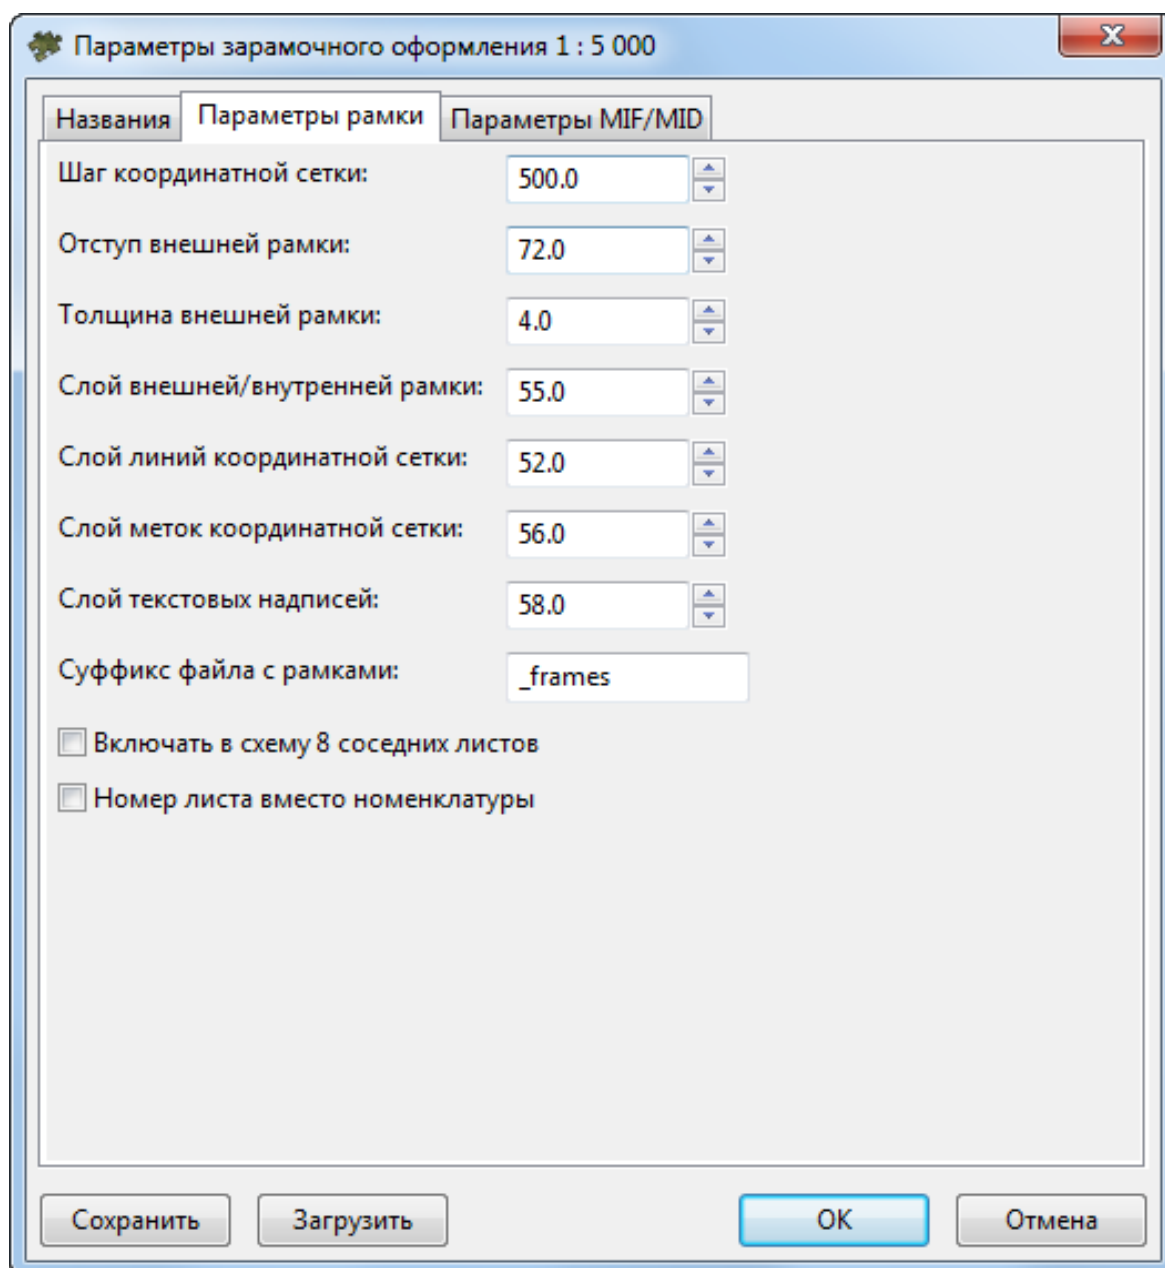 Параметры зарамочного оформления 1 : 5 000
Названия Параметры рамки Параметры MIF/MID
Шаг координатной сетки: 500.0
Отступ внешней рамки: 72.0
Толщина внешней рамки: 4.0
Слой внешней/внутренней рамки: 55.0
Слой линий координатной сетки: 52.0
Слой меток координатной сетки: 56.0
Слой текстовых надписей: 58.0
Суффикс файла с рамками: _frames
Включать в схему 8 соседних листов
Номер листа вместо номенклатуры
Сохранить Загрузить OK Отмена